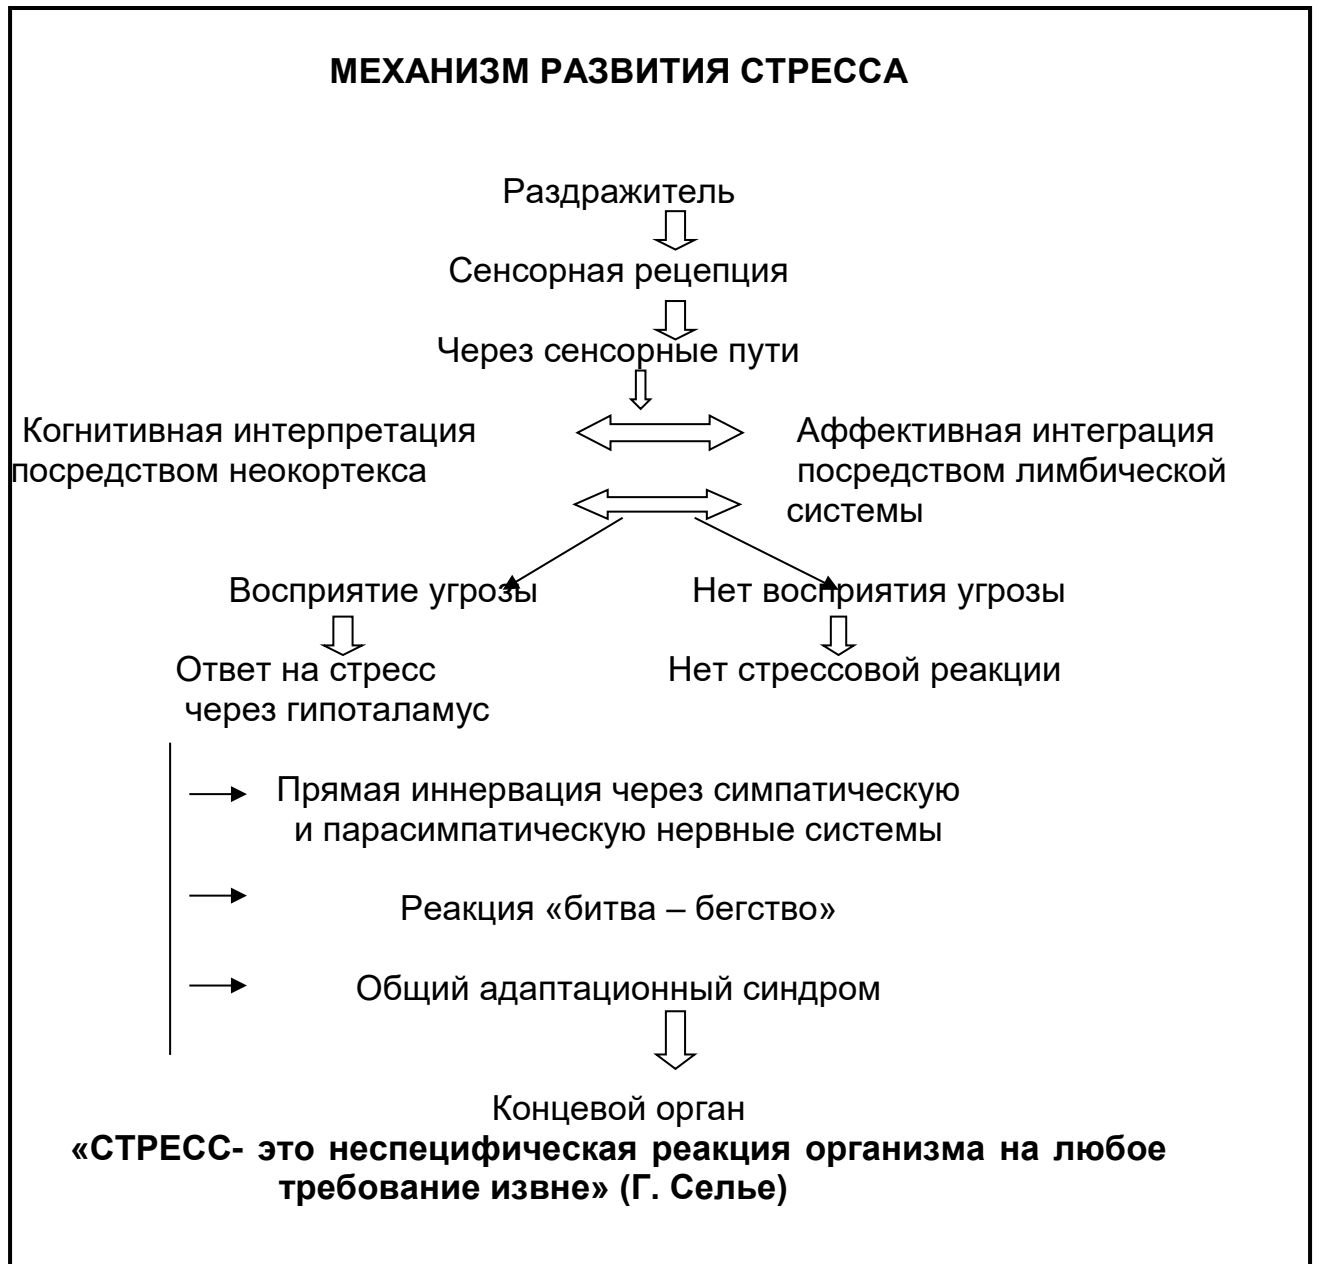 МЕХАНИЗМ РАЗВИТИЯ СТРЕССА
Раздражитель
Сенсорная рецепция
Через сенсорные пути
Когнитивная интерпретация
посредством неокортекса
Аффективная интеграция
посредством лимбической
системы
Восприятие угрозы
Нет восприятия угрозы
Ответ на стресс
через гипоталамус
Нет стрессовой реакции
Прямая иннервация через симпатическую
и парасимпатическую нервные системы
Реакция «битва – бегство»
Общий адаптационный синдром
Концевой орган
«СТРЕСС- это неспецифическая реакция организма на любое
требование извне» (Г. Селье)